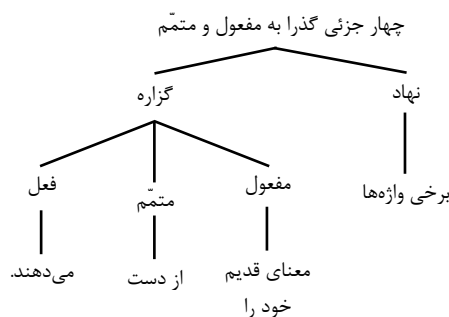 چهار جزئی گذرا به مفعول و متمّم
نهاد
گزاره
مفعول
متمّم
فعل
برخی واژه‌ها
معنای قدیم
خود را
از دست
می‌دهند.